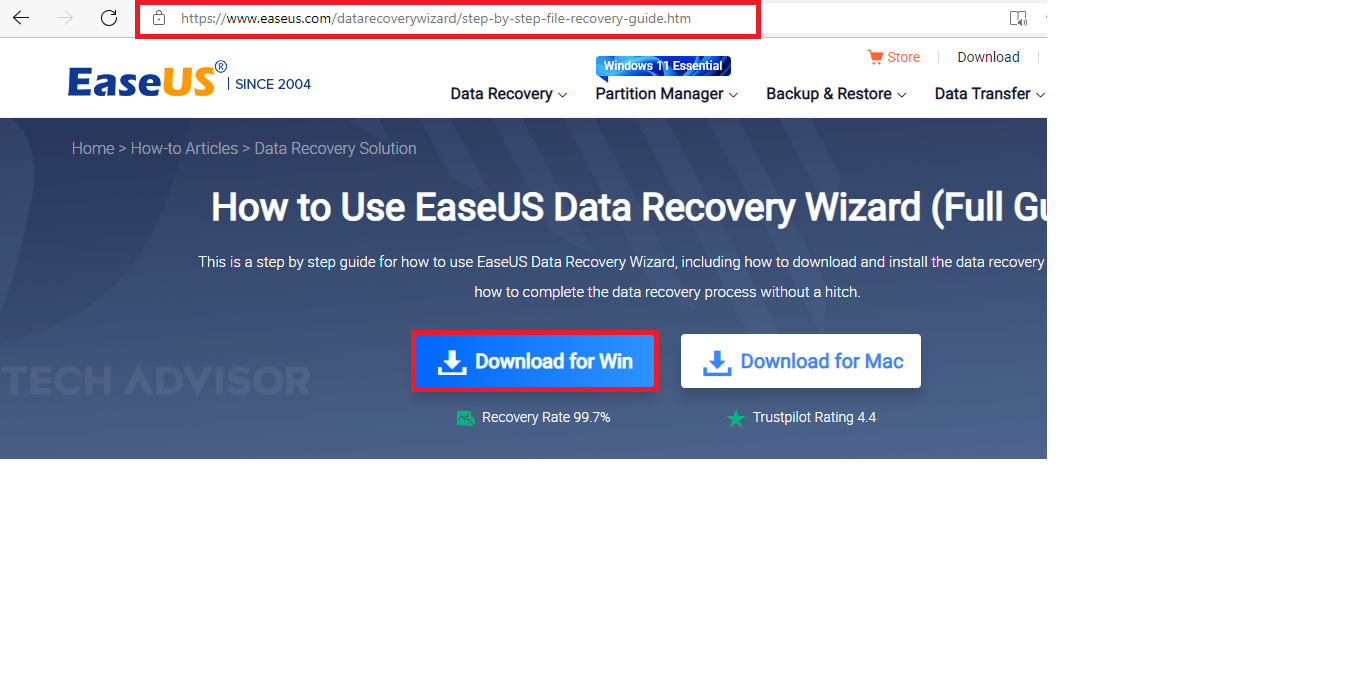 https://www.easeus.com/datarecoverywizard/step-by-step-file-recovery-guide.htm
Store
Download
EaseUS®
SINCE 2004
Windows 11 Essential
Data Recovery
Partition Manager
Backup & Restore
Data Transfer
Home > How-to Articles > Data Recovery Solution
How to Use EaseUS Data Recovery Wizard (Full Gu
This is a step by step guide for how to use EaseUS Data Recovery Wizard, including how to download and install the data recovery
how to complete the data recovery process without a hitch.
Download for Win
Download for Mac
TECH ADVISOR
Recovery Rate 99.7%
Trustpilot Rating 4.4